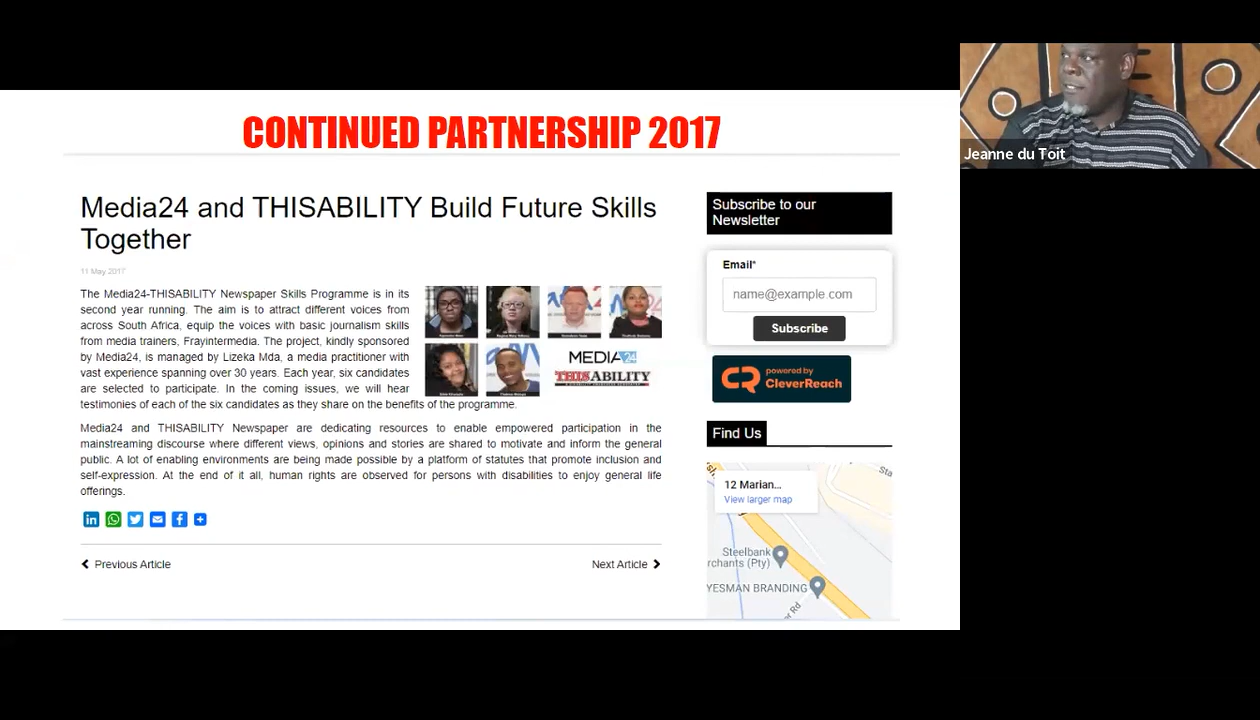 CONTINUED PARTNERSHIP 2017
Media24 and THISABILITY Build Future Skills
Together
11 May 2017
The Media24-THISABILITY Newspaper Skills Programme is in its
second year running. The aim is to attract different voices from
across South Africa, equip the voices with basic journalism skills
from media trainers, Frayintermedia. The project, kindly sponsored
by Media24, is managed by Lizeka Mda, a media practitioner with
vast experience spanning over 30 years. Each year, six candidates
are selected to participate. In the coming issues, we will hear
testimonies of each of the six candidates as they share on the benefits of the programme.
MEDIA24
THISABILITY
Media24 and THISABILITY Newspaper are dedicating resources to enable empowered participation in the
mainstreaming discourse where different views, opinions and stories are shared to motivate and inform the general
public. A lot of enabling environments are being made possible by a platform of statutes that promote inclusion and
self-expression. At the end of it all, human rights are observed for persons with disabilities to enjoy general life
offerings.
Previous Article
Next Article
Subscribe to our
Newsletter
Email*
name@example.com
Subscribe
powered by
CleverReach
Find Us
12 Marian...
View larger map
Sta
Steelbank
rchants (Pty)
YESMAN BRANDING
Rd
Jeanne du Toit